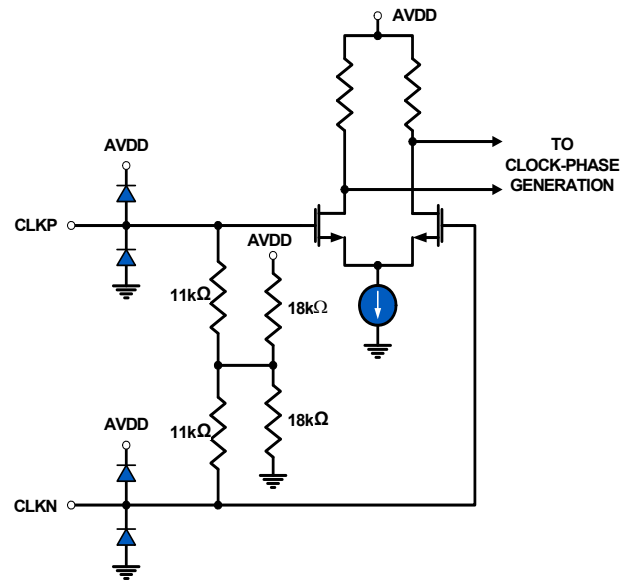 AVDD
AVDD
TO
CLOCK-PHASE
GENERATION
CLKP
AVDD
11kΩ
18kΩ
AVDD
11kΩ
18kΩ
CLKN